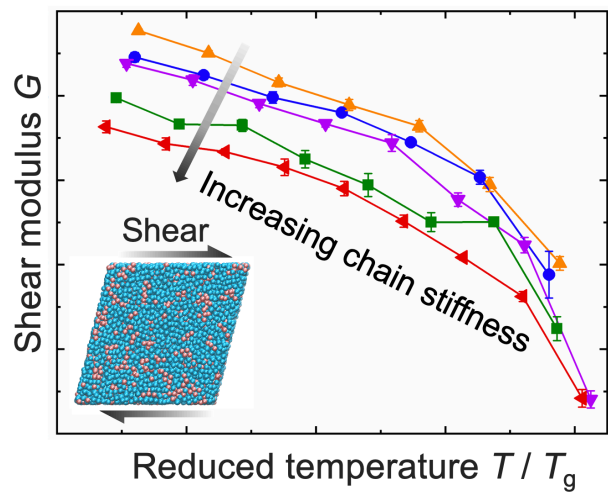 Shear modulus G
Increasing chain stiffness
Shear
Reduced temperature T / Tg